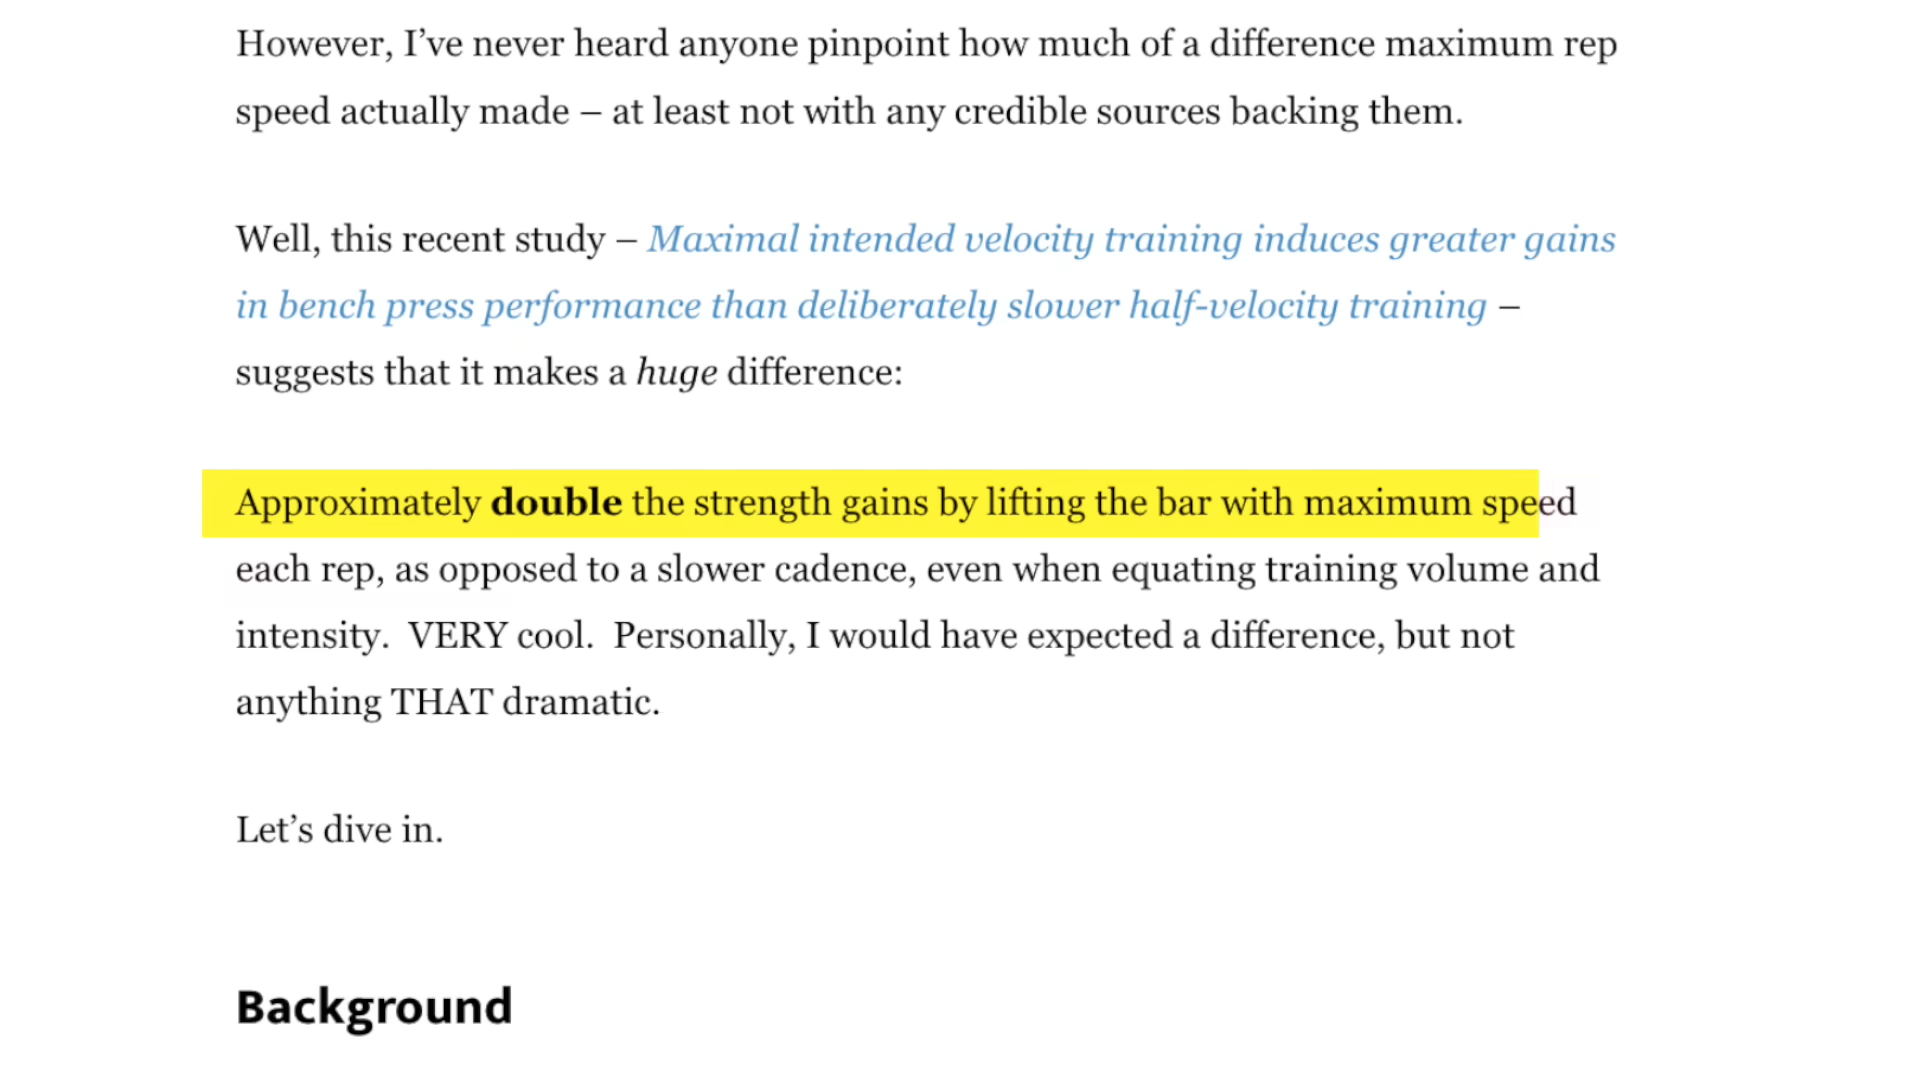 However, I’ve never heard anyone pinpoint how much of a difference maximum rep
speed actually made – at least not with any credible sources backing them.
Well, this recent study – Maximal intended velocity training induces greater gains
in bench press performance than deliberately slower half-velocity training –
suggests that it makes a huge difference:
Approximately double the strength gains by lifting the bar with maximum speed
each rep, as opposed to a slower cadence, even when equating training volume and
intensity.  VERY cool.  Personally, I would have expected a difference, but not
anything THAT dramatic.
Let’s dive in.
Background